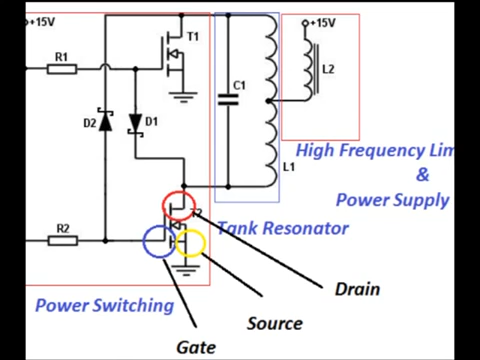 +15V
+15V
T1
R1
L2
C1
D1
D2
High Frequency Lim
L1
&
Power Supply
T2
R2
Tank Resonator
Power Switching
Drain
Source
Gate